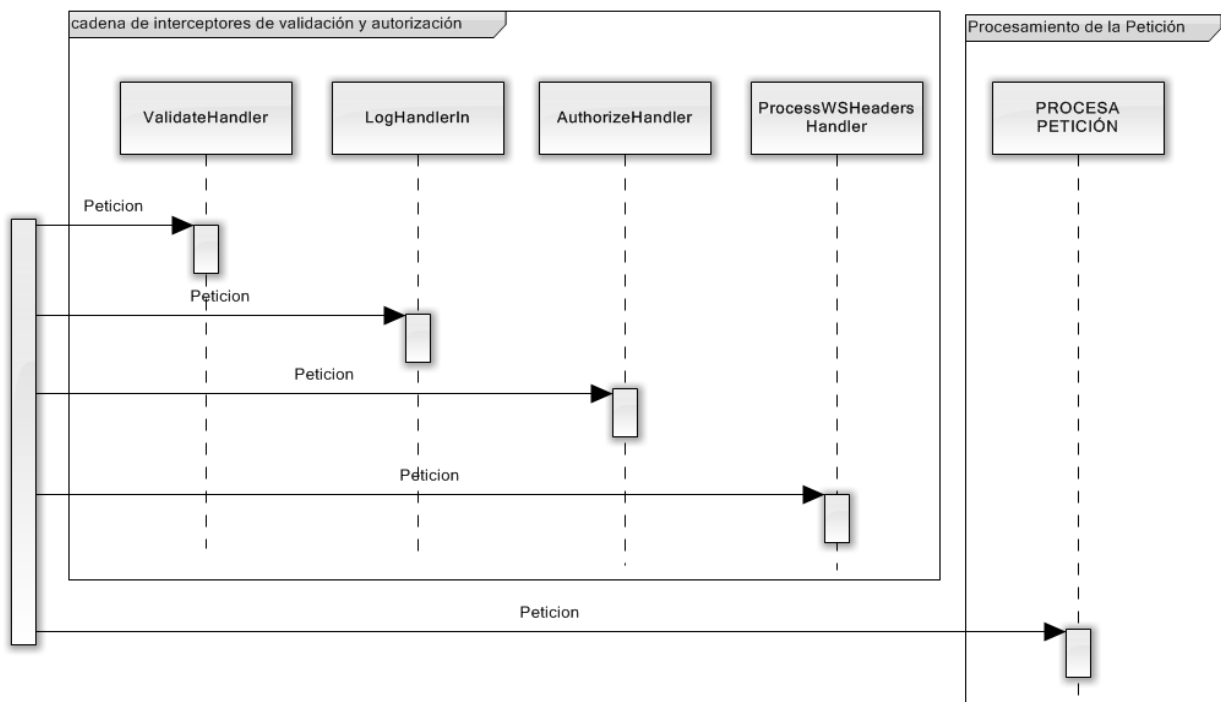 cadena de interceptores de validación y autorización
Procesamiento de la Petición
ValidateHandler
LogHandlerIn
AuthorizeHandler
ProcessWSHeaders
Handler
PROCESA
PETICIÓN
Peticion
Peticion
Peticion
Peticion
Peticion